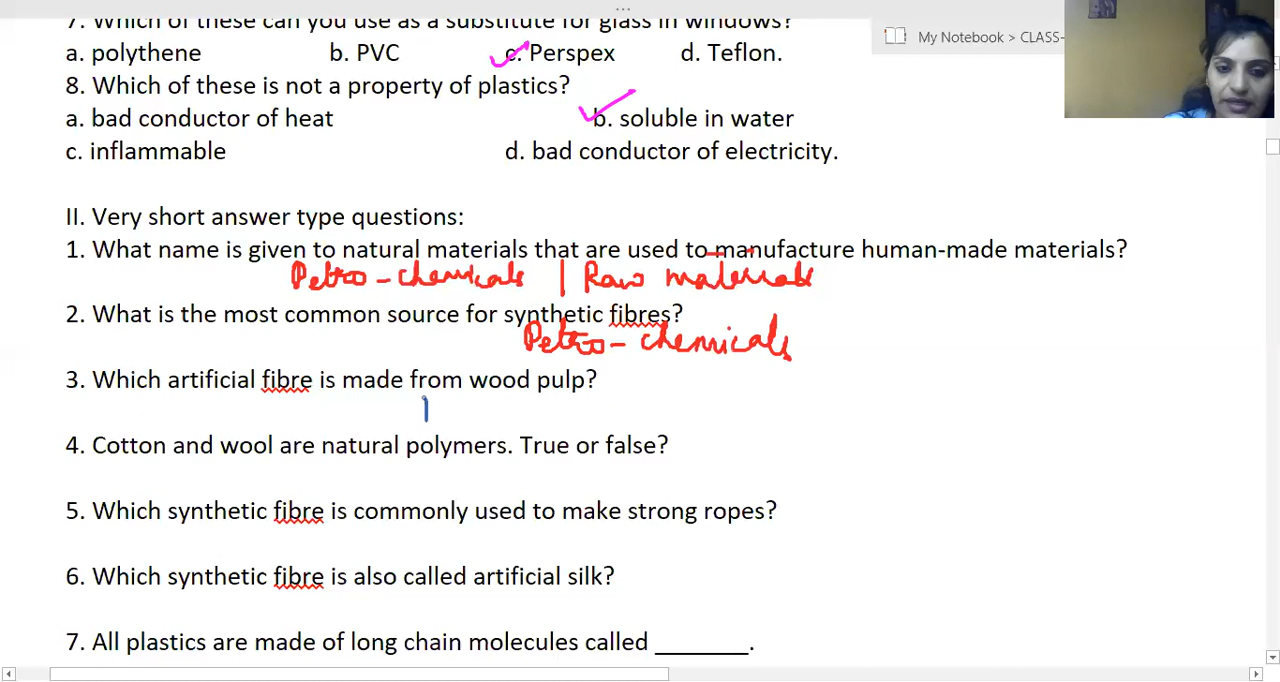 7. Which of these can you use as a substitute for glass in windows?
My Notebook > CLASS-
a. polythene b. PVC c. Perspex d. Teflon.
8. Which of these is not a property of plastics?
a. bad conductor of heat b. soluble in water
c. inflammable d. bad conductor of electricity.
II. Very short answer type questions:
1. What name is given to natural materials that are used to manufacture human-made materials?
Petro-chemicals | Raw materials
2. What is the most common source for synthetic fibres?
Petro-chemicals
3. Which artificial fibre is made from wood pulp?
4. Cotton and wool are natural polymers. True or false?
5. Which synthetic fibre is commonly used to make strong ropes?
6. Which synthetic fibre is also called artificial silk?
7. All plastics are made of long chain molecules called ________.